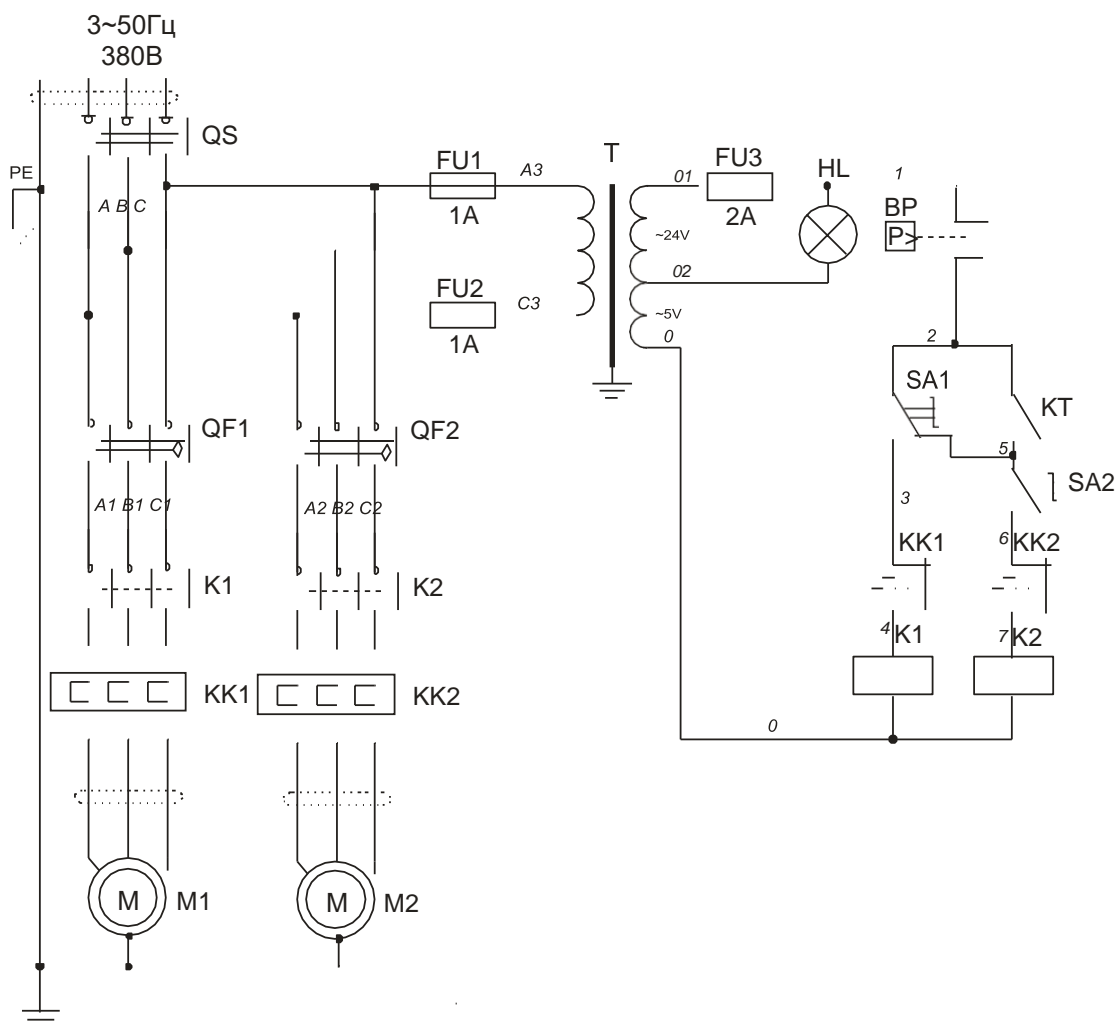 3~50Гц
380В
QS
PE
A B C
FU1
1A
A3
FU2
1A
C3
T
01
~24V
02
~5V
0
FU3
2A
HL
1
BP
P>
2
SA1
KT
5
SA2
3
KK1
6
KK2
4
K1
7
K2
0
QF1
QF2
A1 B1 C1
A2 B2 C2
K1
K2
KK1
KK2
M
M1
M
M2